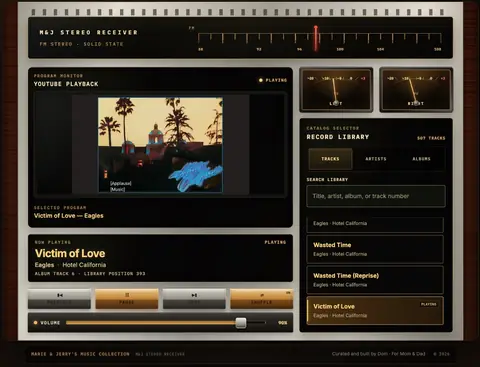 M&J STEREO RECEIVER
FM STEREO · SOLID STATE
FM
88
92
96
100
104
108
PROGRAM MONITOR
YOUTUBE PLAYBACK
PLAYING
[Applause]
[Music]
SELECTED PROGRAM
Victim of Love — Eagles
NOW PLAYING
PLAYING
Victim of Love
Eagles · Hotel California
ALBUM TRACK 6 · LIBRARY POSITION 293
PAUSE
SHUFFLE
VOLUME
90%
LEFT
RIGHT
CATALOG SELECTOR
RECORD LIBRARY
507 TRACKS
TRACKS
ARTISTS
ALBUMS
SEARCH LIBRARY
Title, artist, album, or track number
Eagles · Hotel California
Wasted Time
Eagles · Hotel California
Wasted Time (Reprise)
Eagles · Hotel California
Victim of Love
PLAYING
Eagles · Hotel California
MARIE & JERRY'S MUSIC COLLECTION
M&J STEREO RECEIVER
Curated and built by
For Mom & Dad
© 2026